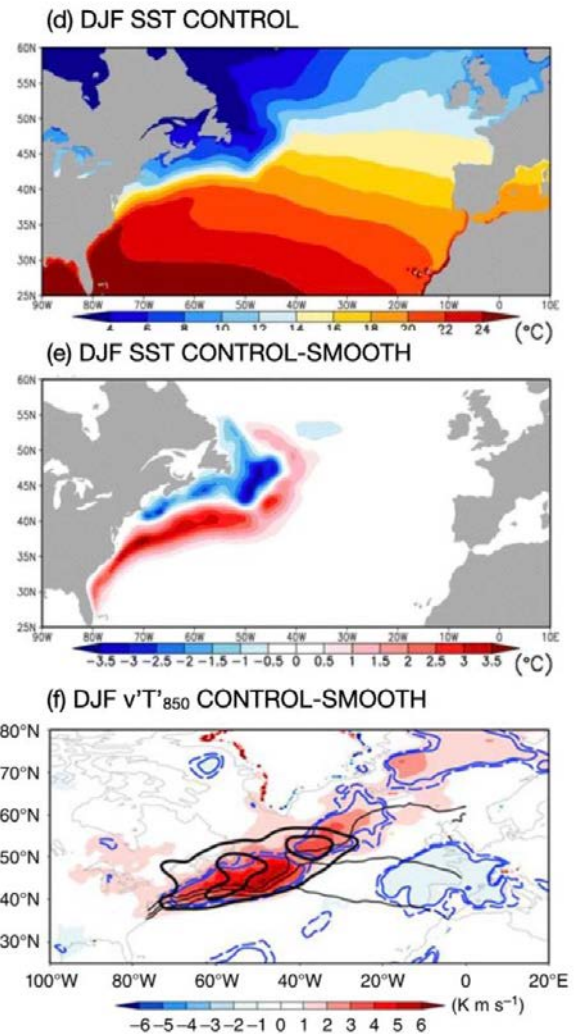 (d) DJF SST CONTROL
60N
55N
50N
45N
40N
35N
30N
25N
90W 80W 70W 60W 50W 40W 30W 20W 10W 0 10E
4 6 8 10 12 14 16 18 20 22 24 (°C)
(e) DJF SST CONTROL-SMOOTH
60N
55N
50N
45N
40N
35N
30N
25N
90W 80W 70W 60W 50W 40W 30W 20W 10W 0 10E
-3.5 -3 -2.5 -2 -1.5 -1 -0.5 0 0.5 1 1.5 2 2.5 3 3.5 (°C)
(f) DJF v'T'850 CONTROL-SMOOTH
80°N
70°N
60°N
50°N
40°N
30°N
100°W 80°W 60°W 40°W 20°W 0 20°E
−6 −5 −4 −3 −2 −1 0 1 2 3 4 5 6 (K m s⁻¹)